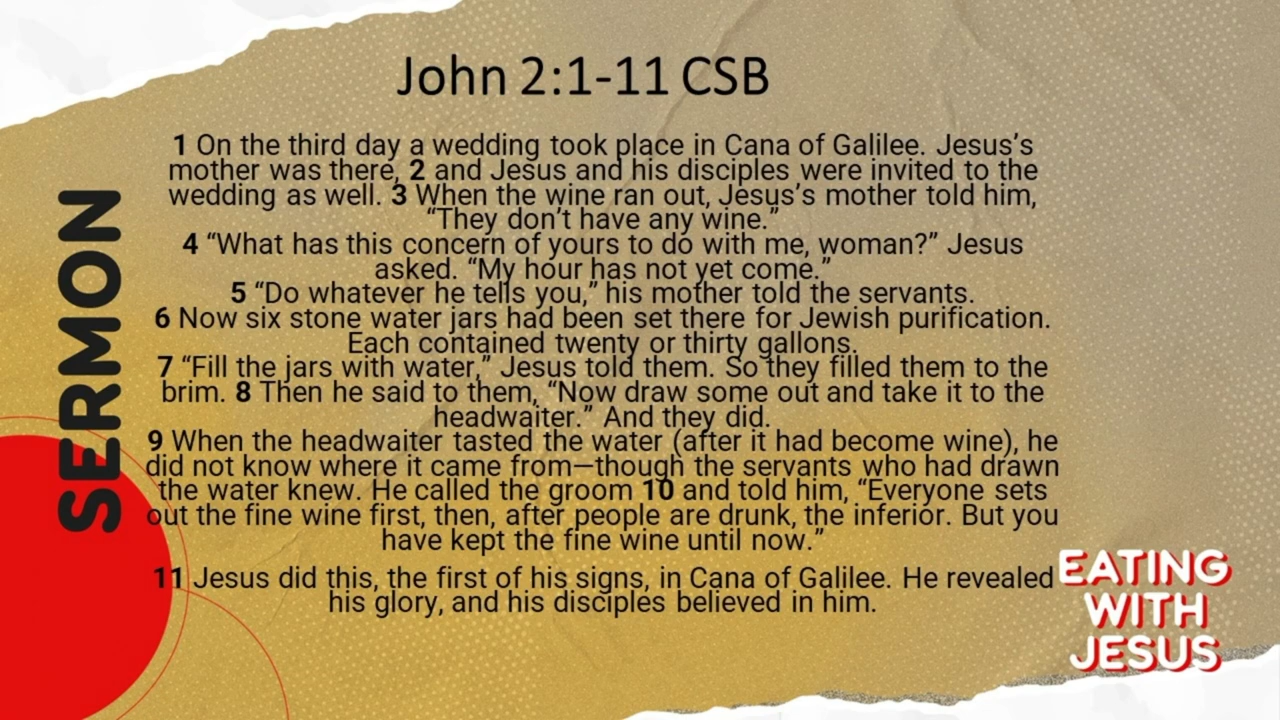 John 2:1-11 CSB
1 On the third day a wedding took place in Cana of Galilee. Jesus’s
mother was there, 2 and Jesus and his disciples were invited to the
wedding as well. 3 When the wine ran out, Jesus’s mother told him,
“They don’t have any wine.”
4 “What has this concern of yours to do with me, woman?” Jesus
asked. “My hour has not yet come.”
5 “Do whatever he tells you,” his mother told the servants.
6 Now six stone water jars had been set there for Jewish purification.
Each contained twenty or thirty gallons.
7 “Fill the jars with water,” Jesus told them. So they filled them to the
brim. 8 Then he said to them, “Now draw some out and take it to the
headwaiter.” And they did.
9 When the headwaiter tasted the water (after it had become wine), he
did not know where it came from—though the servants who had drawn
the water knew. He called the groom 10 and told him, “Everyone sets
out the fine wine first, then, after people are drunk, the inferior. But you
have kept the fine wine until now.”
11 Jesus did this, the first of his signs, in Cana of Galilee. He revealed
his glory, and his disciples believed in him.
SERMON
EATING
WITH
JESUS